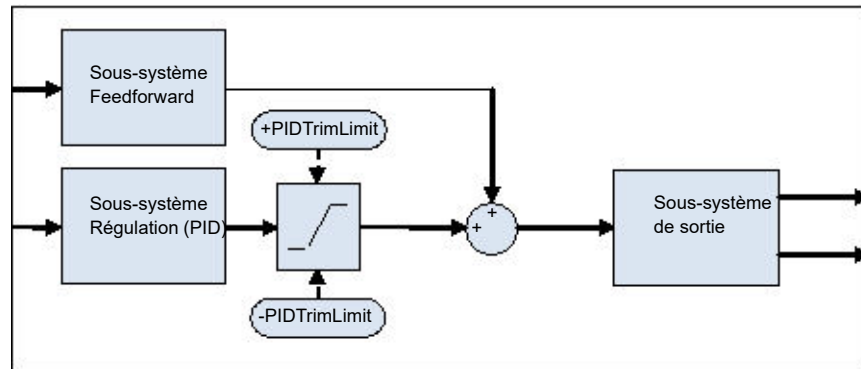 Sous-système
Feedforward
+PIDTrimLimit
Sous-système
Régulation (PID)
+
+
Sous-système
de sortie
-PIDTrimLimit